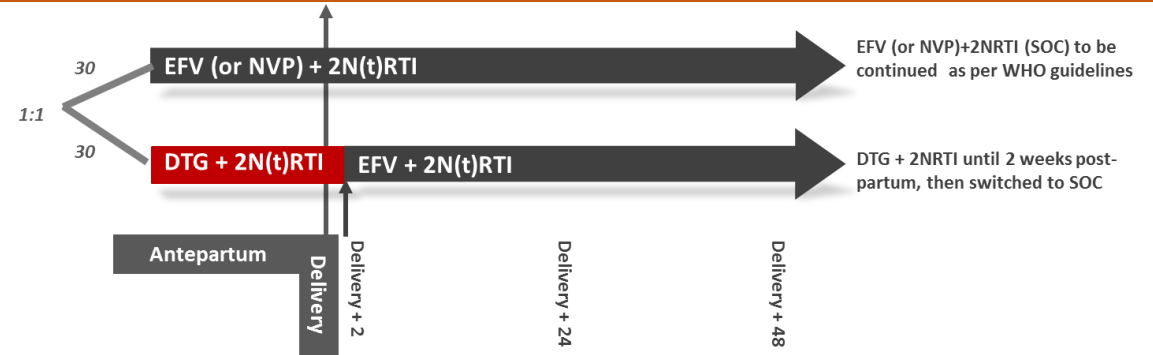 30
1:1
30
EFV (or NVP) + 2N(t)RTI
EFV (or NVP)+2NRTI (SOC) to be
continued as per WHO guidelines
DTG + 2N(t)RTI
EFV + 2N(t)RTI
DTG + 2NRTI until 2 weeks post-
partum, then switched to SOC
Antepartum
Delivery
Delivery + 2
Delivery + 24
Delivery + 48